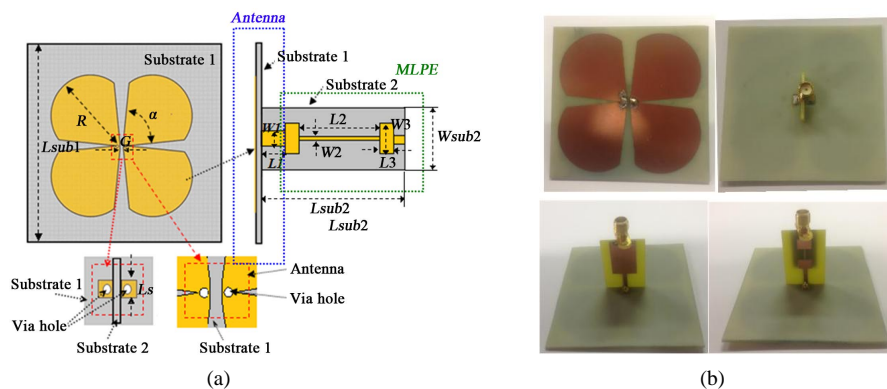 Antenna
Substrate 1
Substrate 1
Substrate 2
MLPE
R
α
G
Lsub1
W1
L2
W3
Wsub2
L1
W2
L3
Lsub2
Lsub2
Substrate 1
Ls
Via hole
Substrate 2
Antenna
Via hole
Substrate 1
(a)
(b)